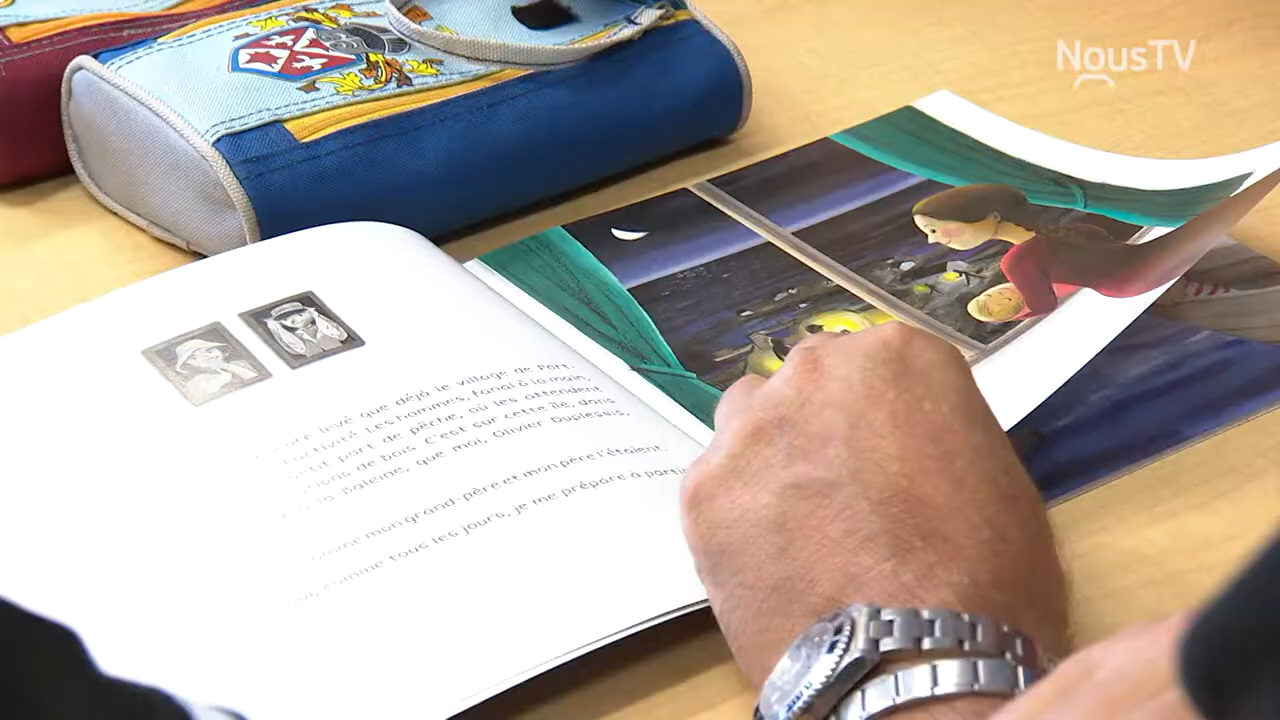 NousTV
levé que déjà le village de Port-
activité. Les hommes, fanal à la main,
port de pêche, où les attendent
de bois. C'est sur cette île, dans
la Baleine, que moi, Olivier Duplessis,
mon grand-père et mon père l'étaient.
comme tous les jours, je me prépare à partir